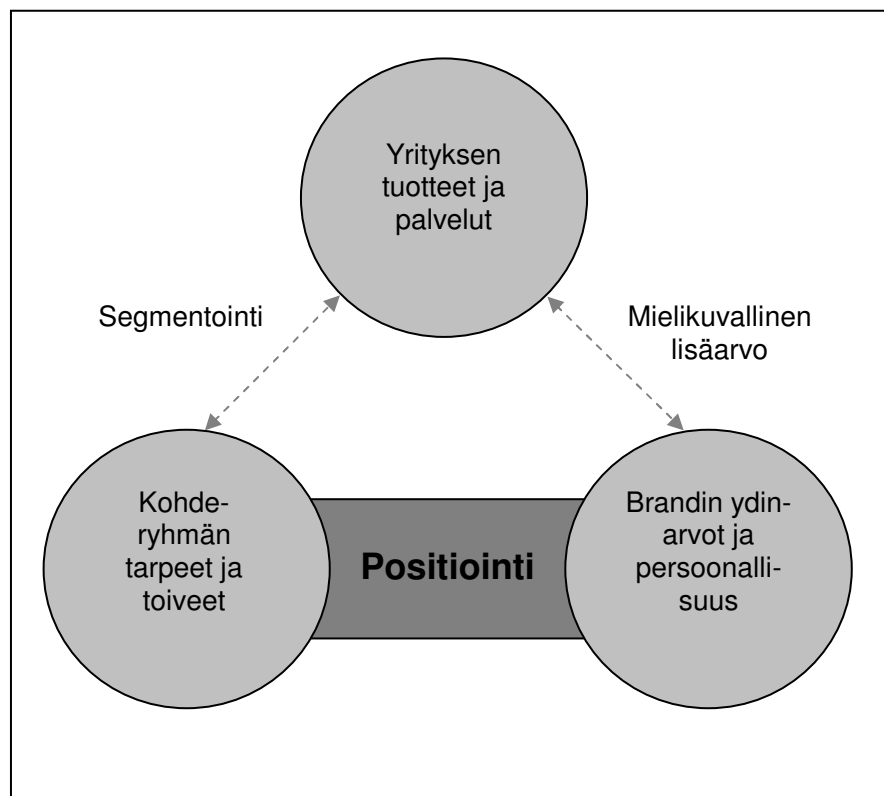 Yrityksen
tuotteet ja
palvelut
Segmentointi
Mielikuvallinen
lisäarvo
Kohde-
ryhmän
tarpeet ja
toiveet
Positiointi
Brandin ydin-
arvot ja
persoonalli-
suus